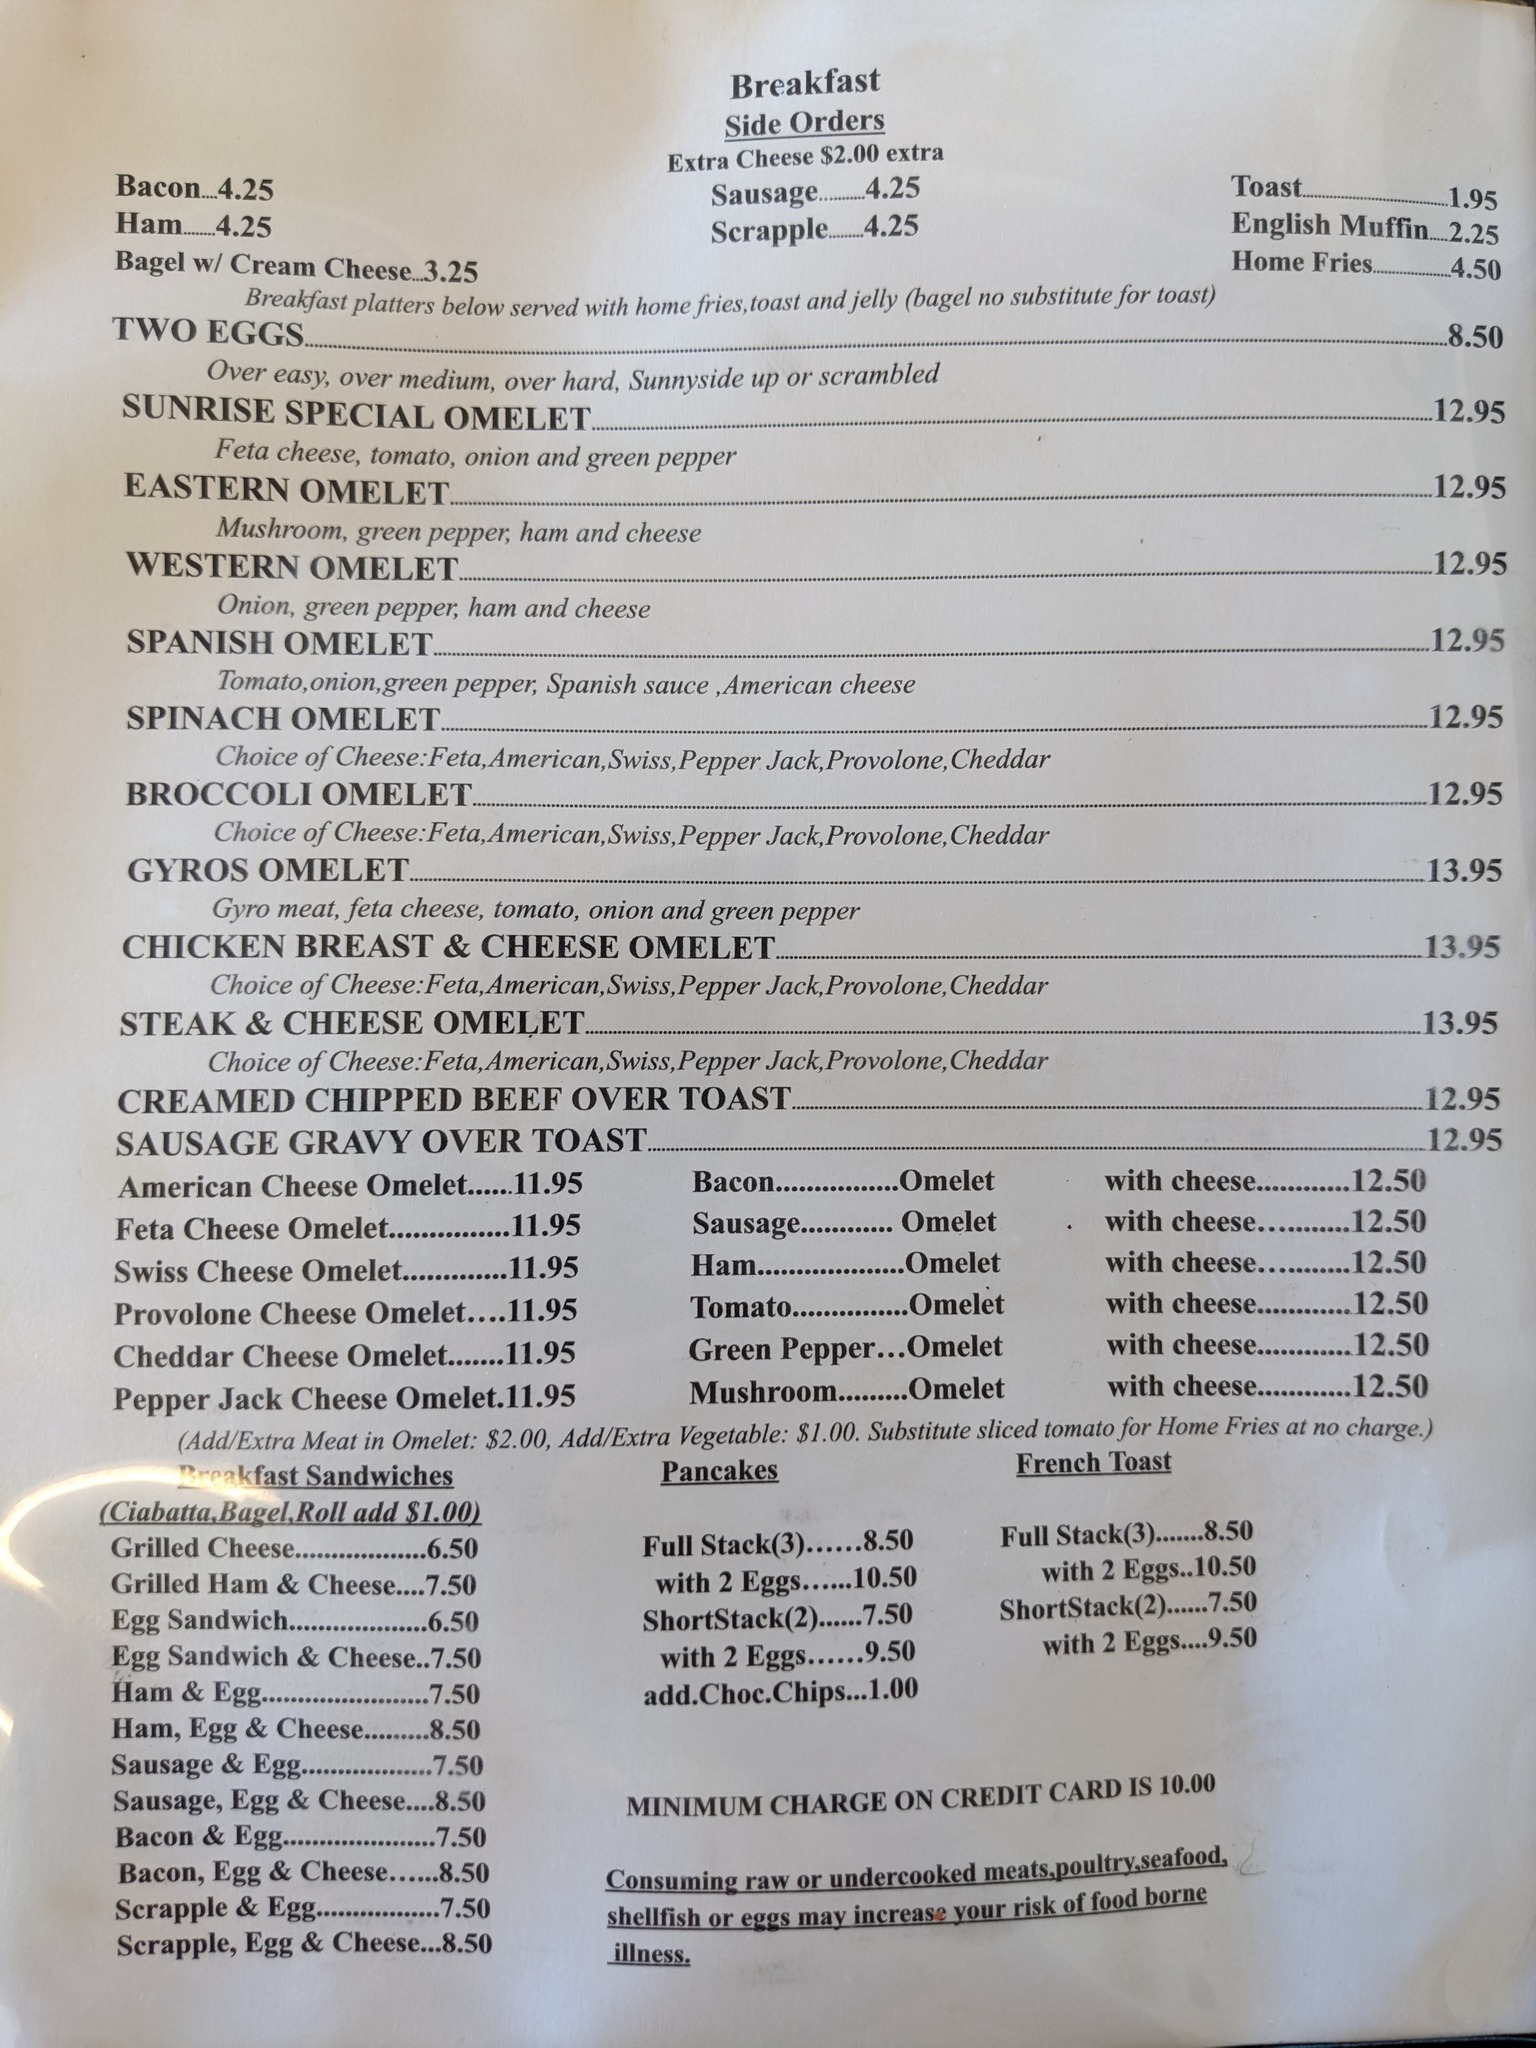 Breakfast
Side Orders
Extra Cheese $2.00 extra
Bacon....4.25 Sausage.........4.25 Toast..................................1.95
Ham.......4.25 Scrapple.......4.25 English Muffin....2.25
Bagel w/ Cream Cheese...3.25 Home Fries..................4.50
Breakfast platters below served with home fries,toast and jelly (bagel no substitute for toast)
TWO EGGS..........8.50
Over easy, over medium, over hard, Sunnyside up or scrambled
SUNRISE SPECIAL OMELET..........12.95
Feta cheese, tomato, onion and green pepper
EASTERN OMELET..........12.95
Mushroom, green pepper, ham and cheese
WESTERN OMELET..........12.95
Onion, green pepper, ham and cheese
SPANISH OMELET..........12.95
Tomato,onion,green pepper, Spanish sauce ,American cheese
SPINACH OMELET..........12.95
Choice of Cheese:Feta,American,Swiss,Pepper Jack,Provolone,Cheddar
BROCCOLI OMELET..........12.95
Choice of Cheese:Feta,American,Swiss,Pepper Jack,Provolone,Cheddar
GYROS OMELET..........13.95
Gyro meat, feta cheese, tomato, onion and green pepper
CHICKEN BREAST & CHEESE OMELET..........13.95
Choice of Cheese:Feta,American,Swiss,Pepper Jack,Provolone,Cheddar
STEAK & CHEESE OMELET..........13.95
Choice of Cheese:Feta,American,Swiss,Pepper Jack,Provolone,Cheddar
CREAMED CHIPPED BEEF OVER TOAST..........12.95
SAUSAGE GRAVY OVER TOAST..........12.95
American Cheese Omelet......11.95 Bacon.................Omelet with cheese............12.50
Feta Cheese Omelet................11.95 Sausage............. Omelet with cheese............12.50
Swiss Cheese Omelet.............11.95 Ham....................Omelet with cheese............12.50
Provolone Cheese Omelet....11.95 Tomato................Omelet with cheese............12.50
Cheddar Cheese Omelet.......11.95 Green Pepper...Omelet with cheese............12.50
Pepper Jack Cheese Omelet.11.95 Mushroom.........Omelet with cheese............12.50
(Add/Extra Meat in Omelet: $2.00, Add/Extra Vegetable: $1.00. Substitute sliced tomato for Home Fries at no charge.)
Breakfast Sandwiches
(Ciabatta,Bagel,Roll add $1.00)
Grilled Cheese..................6.50
Grilled Ham & Cheese....7.50
Egg Sandwich....................6.50
Egg Sandwich & Cheese..7.50
Ham & Egg........................7.50
Ham, Egg & Cheese.........8.50
Sausage & Egg...................7.50
Sausage, Egg & Cheese....8.50
Bacon & Egg......................7.50
Bacon, Egg & Cheese......8.50
Scrapple & Egg..................7.50
Scrapple, Egg & Cheese...8.50
Pancakes
Full Stack(3)......8.50
with 2 Eggs......10.50
ShortStack(2)......7.50
with 2 Eggs......9.50
add.Choc.Chips...1.00
French Toast
Full Stack(3).......8.50
with 2 Eggs..10.50
ShortStack(2)......7.50
with 2 Eggs....9.50
MINIMUM CHARGE ON CREDIT CARD IS 10.00
Consuming raw or undercooked meats,poultry,seafood,
shellfish or eggs may increase your risk of food borne
illness.